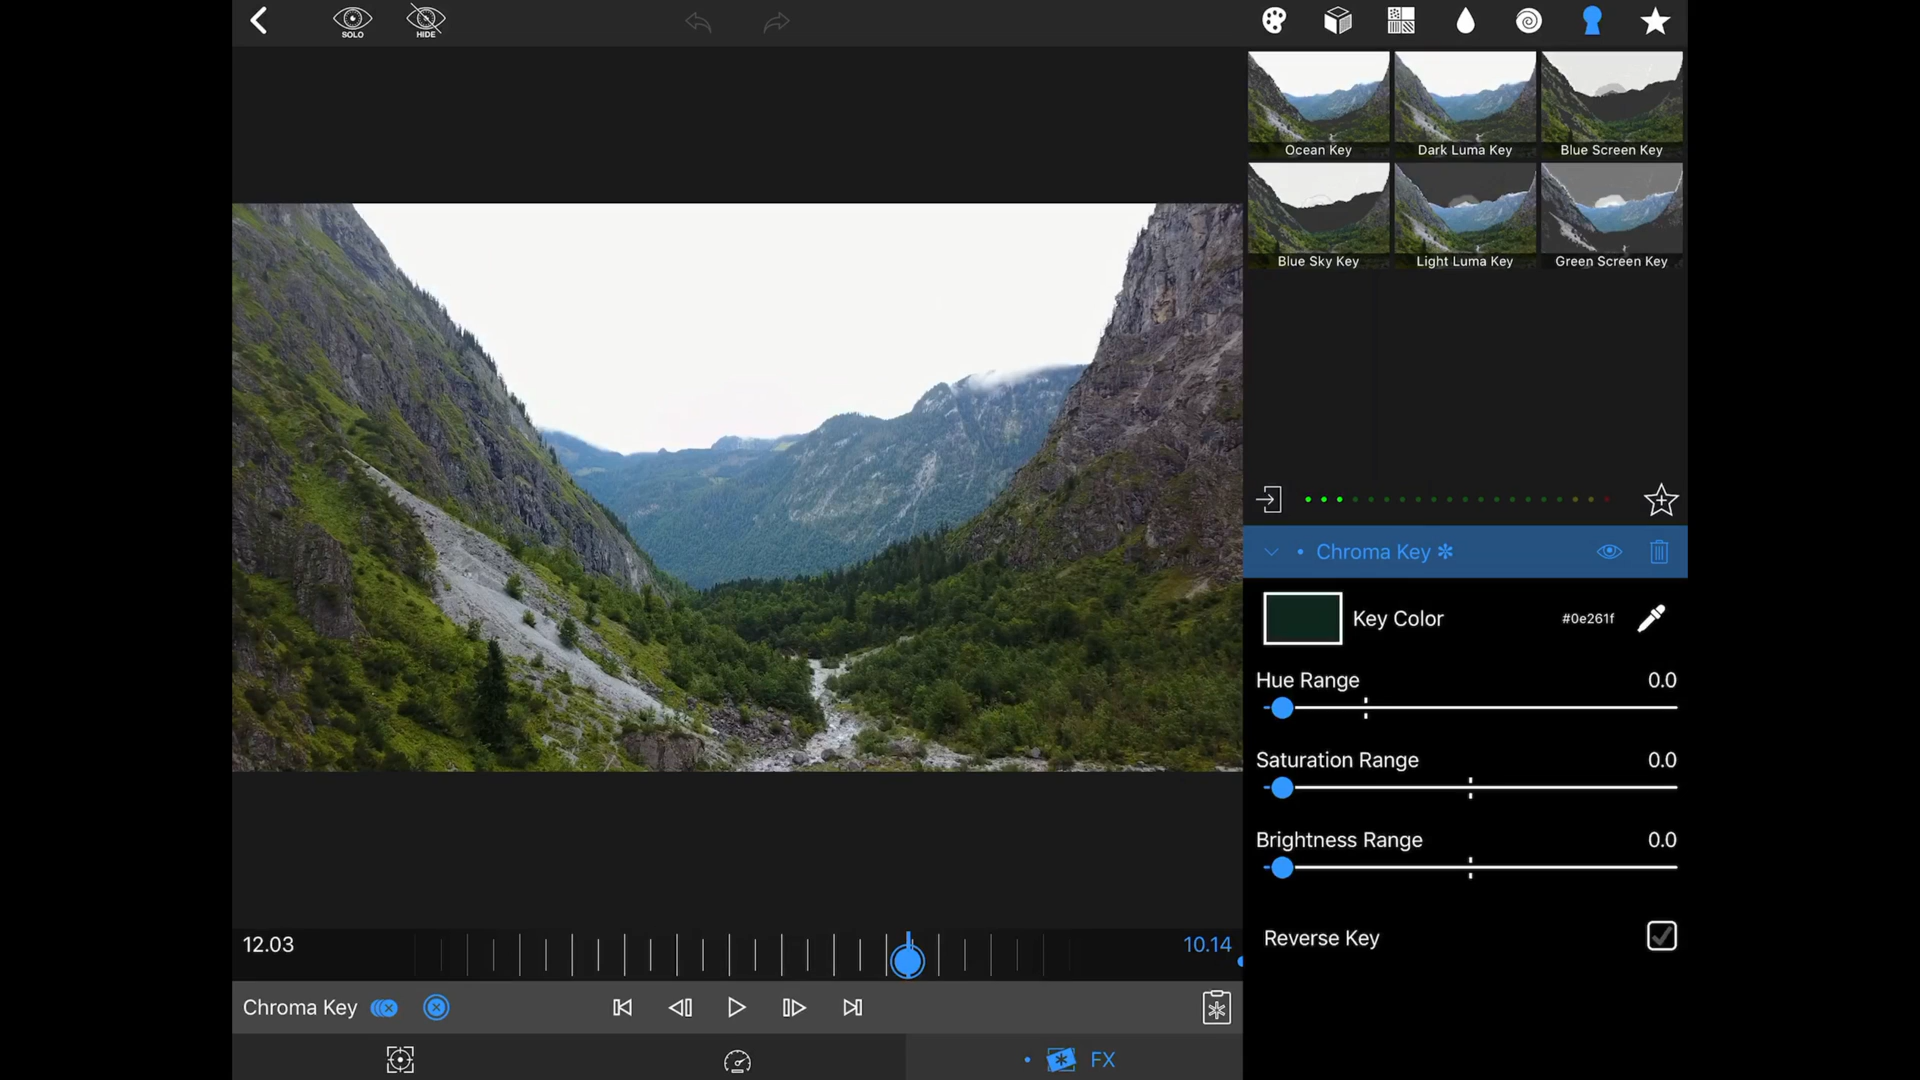 SOLO
HIDE
Ocean Key
Dark Luma Key
Blue Screen Key
Blue Sky Key
Light Luma Key
Green Screen Key
Chroma Key ✻
Key Color
#0e261f
Hue Range
0.0
Saturation Range
0.0
Brightness Range
0.0
Reverse Key
12.03
10.14
Chroma Key
FX